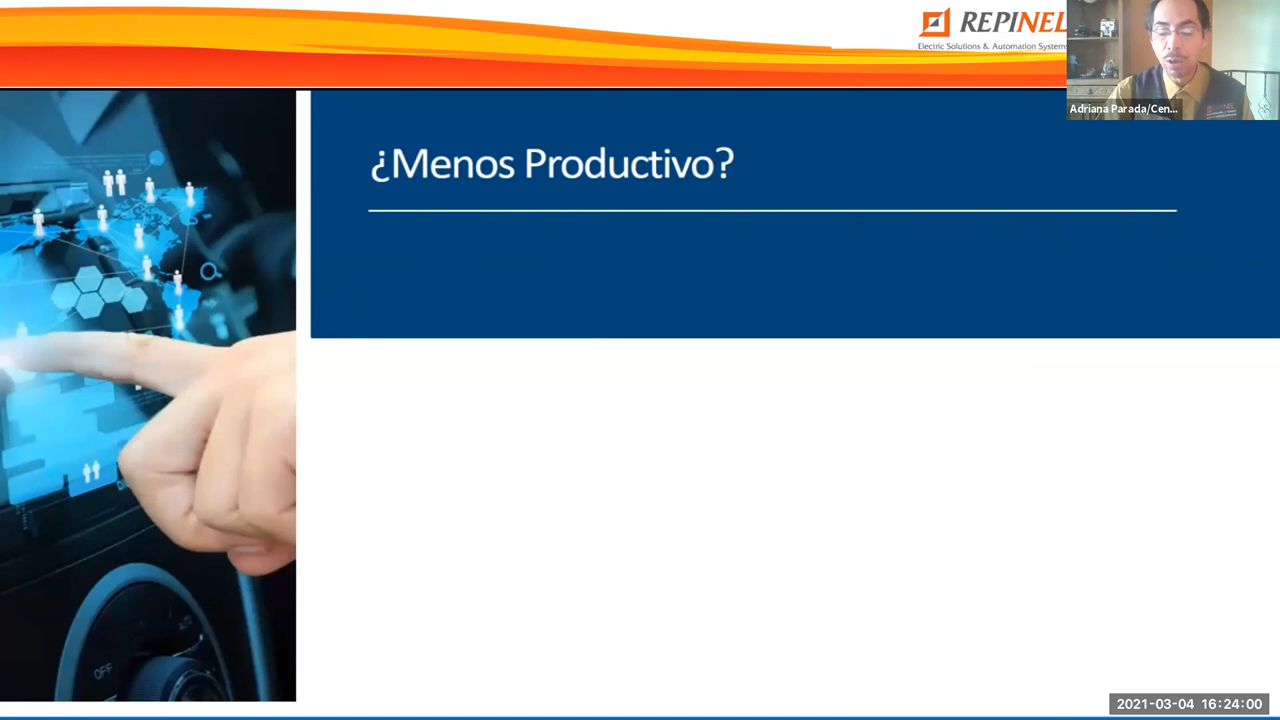 REPINEL
Electric Solutions & Automation Systems
Adriana Parada/Cen...
¿Menos Productivo?
OFF
2021-03-04 16:24:00